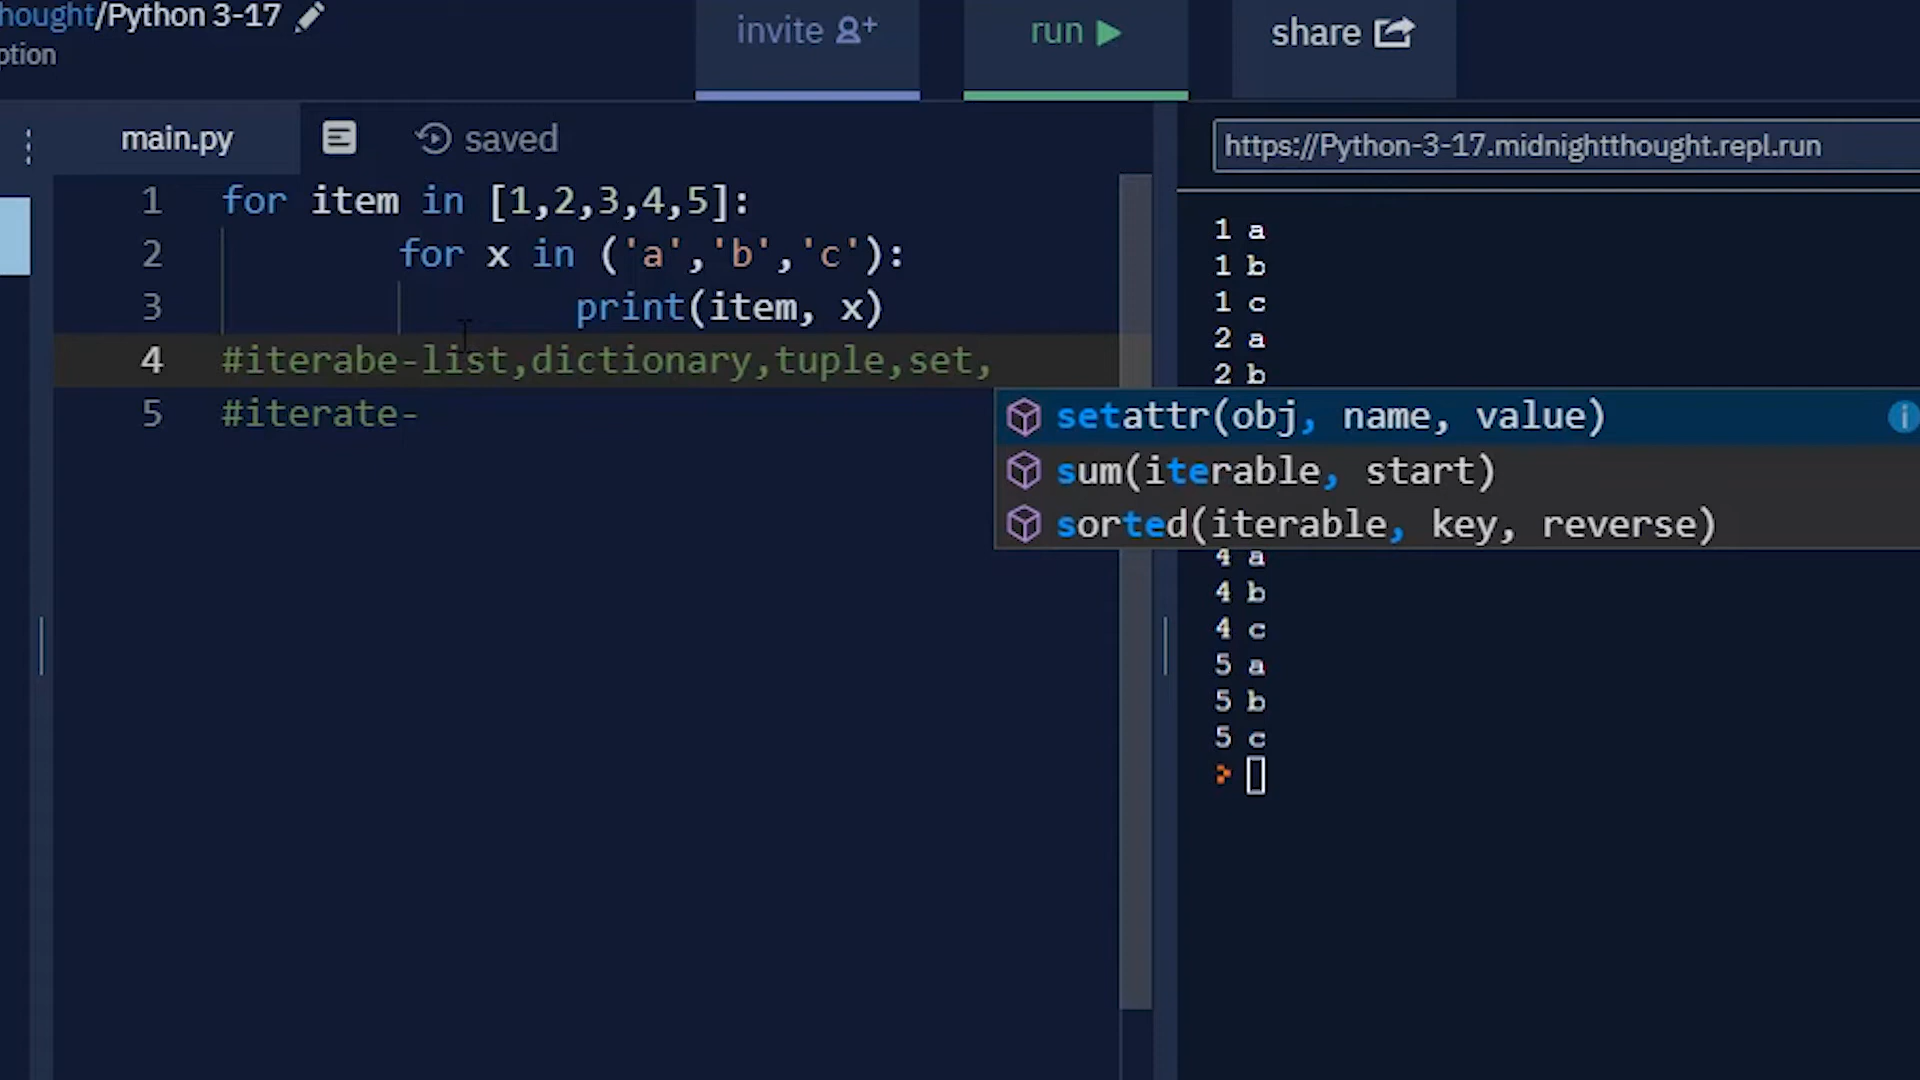 hought/Python 3-17
ption
invite
run
share
main.py
saved
https://Python-3-17.midnightthought.repl.run
1 for item in [1,2,3,4,5]:
2 for x in ('a','b','c'):
3 print(item, x)
4 #iterabe-list,dictionary,tuple,set,
5 #iterate-
setattr(obj, name, value)
sum(iterable, start)
sorted(iterable, key, reverse)
1 a
1 b
1 c
2 a
2 b
4 a
4 b
4 c
5 a
5 b
5 c
>